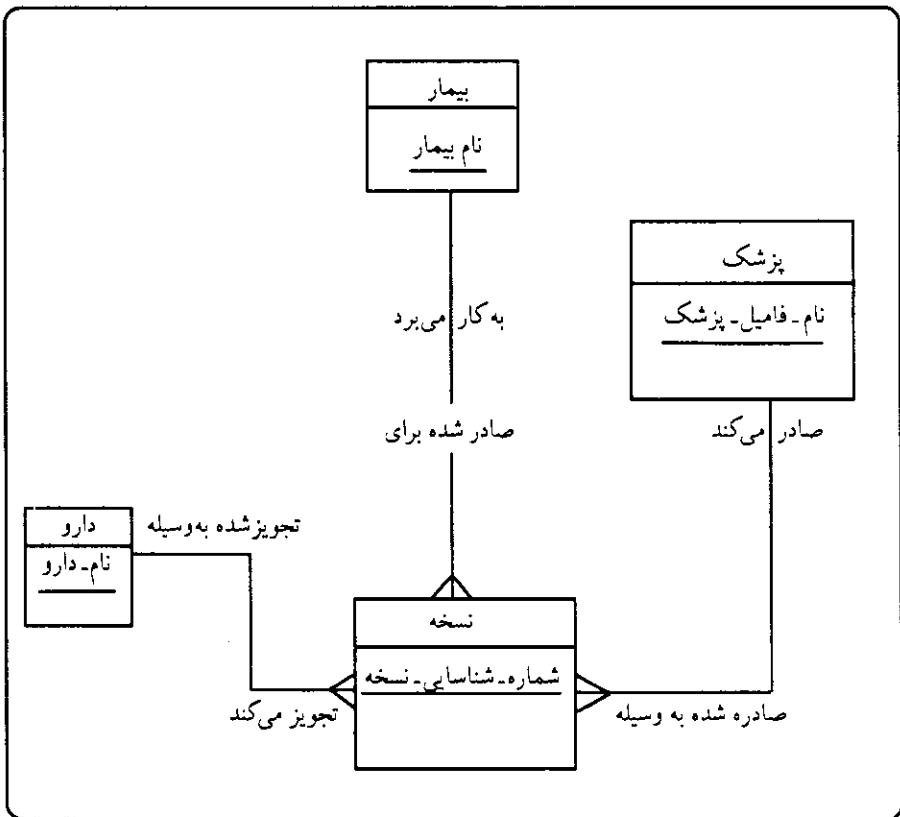 بیمار
نام بیمار
پزشک
نام-فامیل-پزشک
به کار می‌برد
صادر شده برای
صادر می‌کند
دارو
نام-دارو
تجویزشده به‌وسیله
نسخه
شماره-شناسایی-نسخه
تجویز می‌کند
صادره شده به وسیله